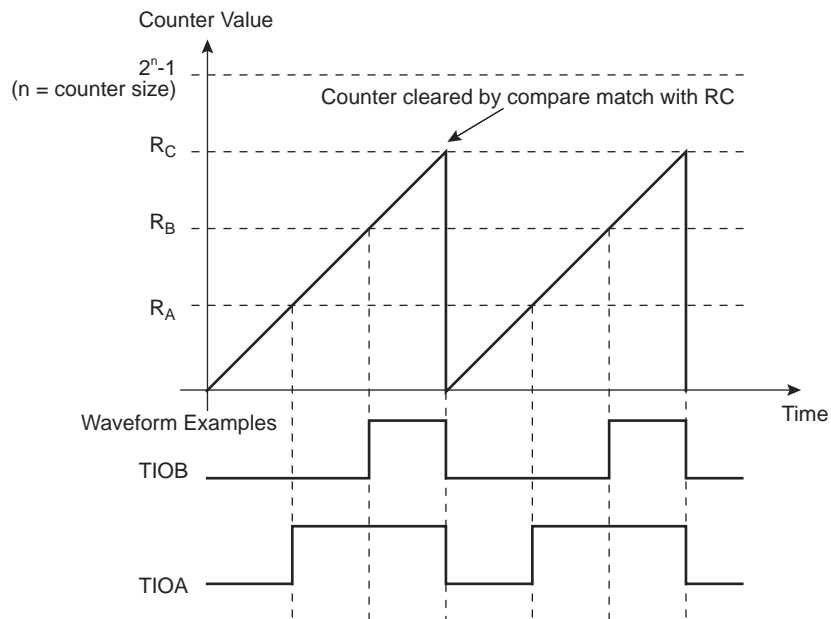 Counter Value
2ⁿ-1
(n = counter size)
Counter cleared by compare match with RC
R_C
R_B
R_A
Time
Waveform Examples
TIOB
TIOA